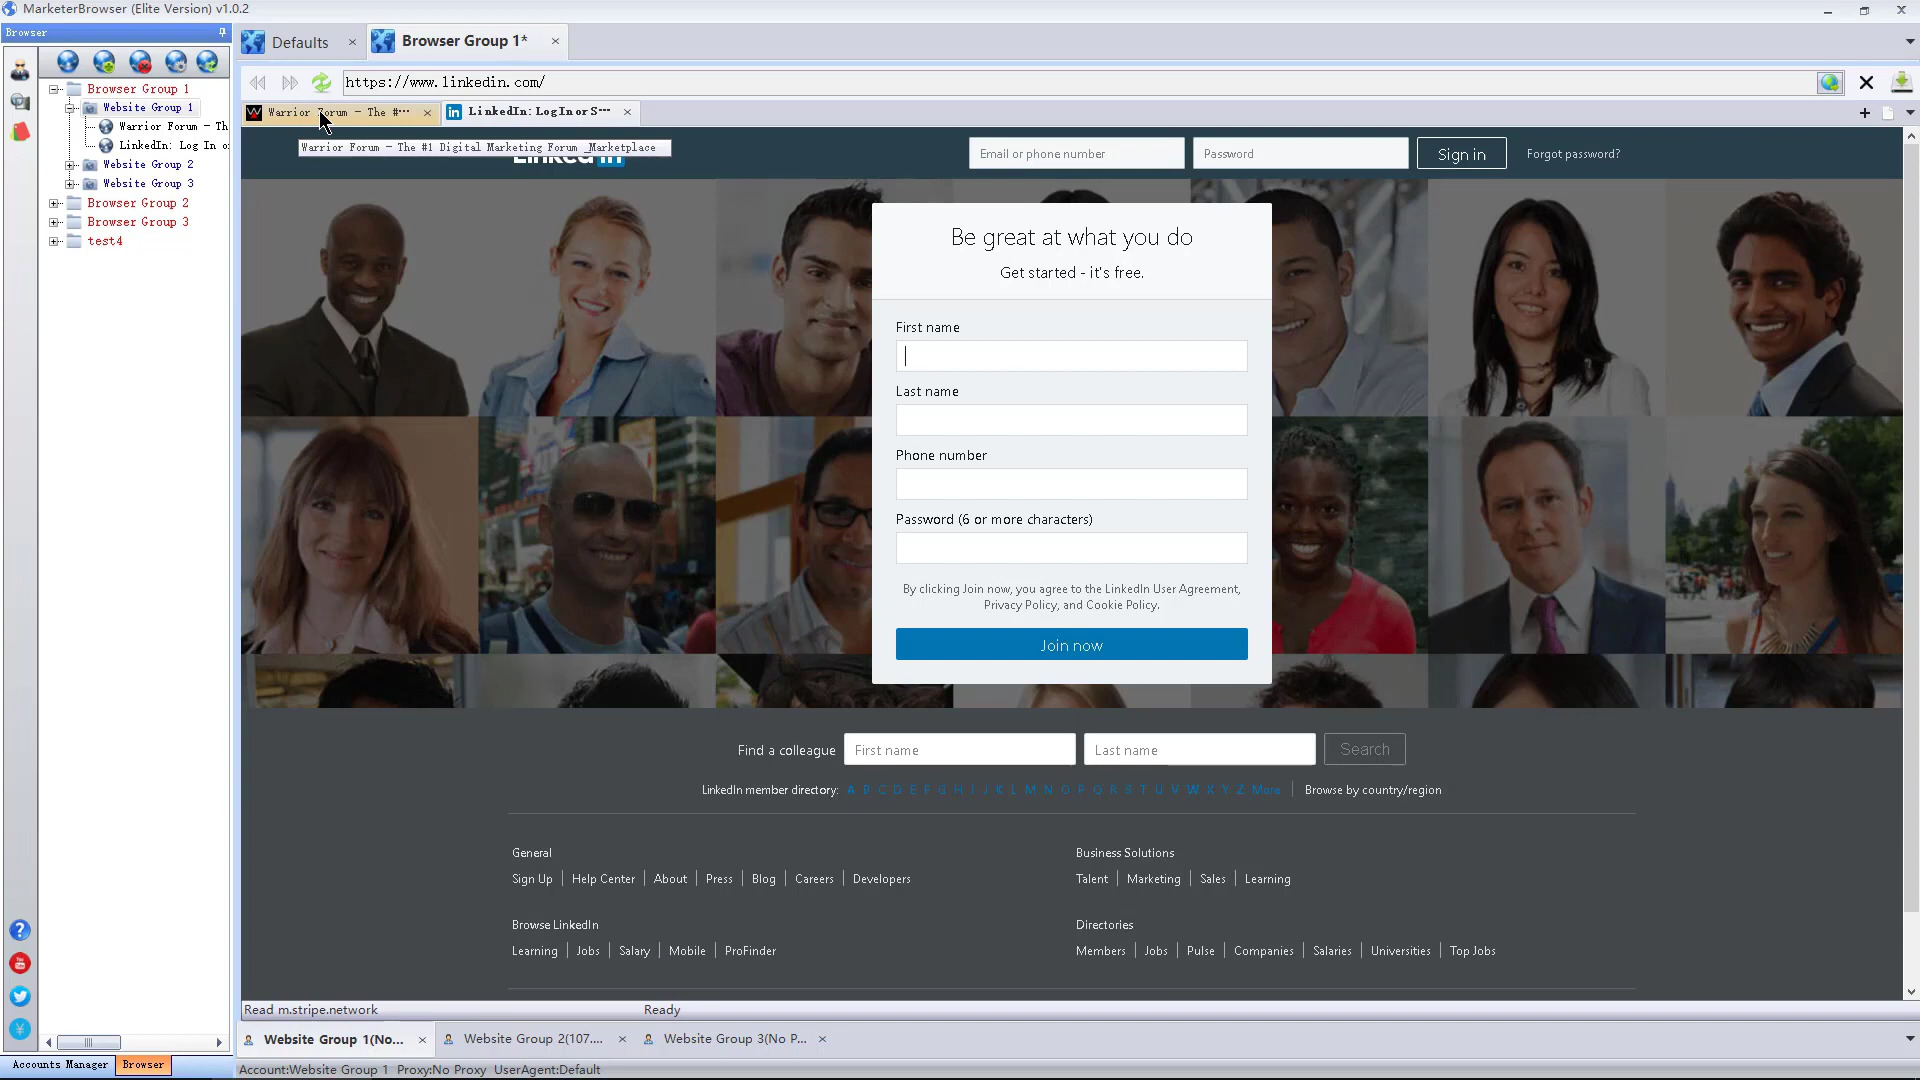 MarketerBrowser (Elite Version) v1.0.2
Browser
Defaults
Browser Group 1*
https://www.linkedin.com/
Browser Group 1
Website Group 1
Warrior Forum - Th
LinkedIn: Log In o
Website Group 2
Website Group 3
Browser Group 2
Browser Group 3
test4
Warrior Forum - The #···
LinkedIn: LogInorS···
Warrior Forum - The #1 Digital Marketing Forum _Marketplace
Linkedin
Email or phone number
Password
Sign in
Forgot password?
Be great at what you do
Get started - it's free.
First name
Last name
Phone number
Password (6 or more characters)
By clicking Join now, you agree to the LinkedIn User Agreement,
Privacy Policy, and Cookie Policy.
Join now
Find a colleague
First name
Last name
Search
LinkedIn member directory: A B C D E F G H I J K L M N O P Q R S T U V W X Y Z More
Browse by country/region
General
Sign Up
Help Center
About
Press
Blog
Careers
Developers
Business Solutions
Talent
Marketing
Sales
Learning
Browse LinkedIn
Learning
Jobs
Salary
Mobile
ProFinder
Directories
Members
Jobs
Pulse
Companies
Salaries
Universities
Top Jobs
Read m.stripe.network
Ready
Website Group 1(No...
Website Group 2(107....
Website Group 3(No P...
Accounts Manager
Browser
Account:Website Group 1 Proxy:No Proxy UserAgent:Default